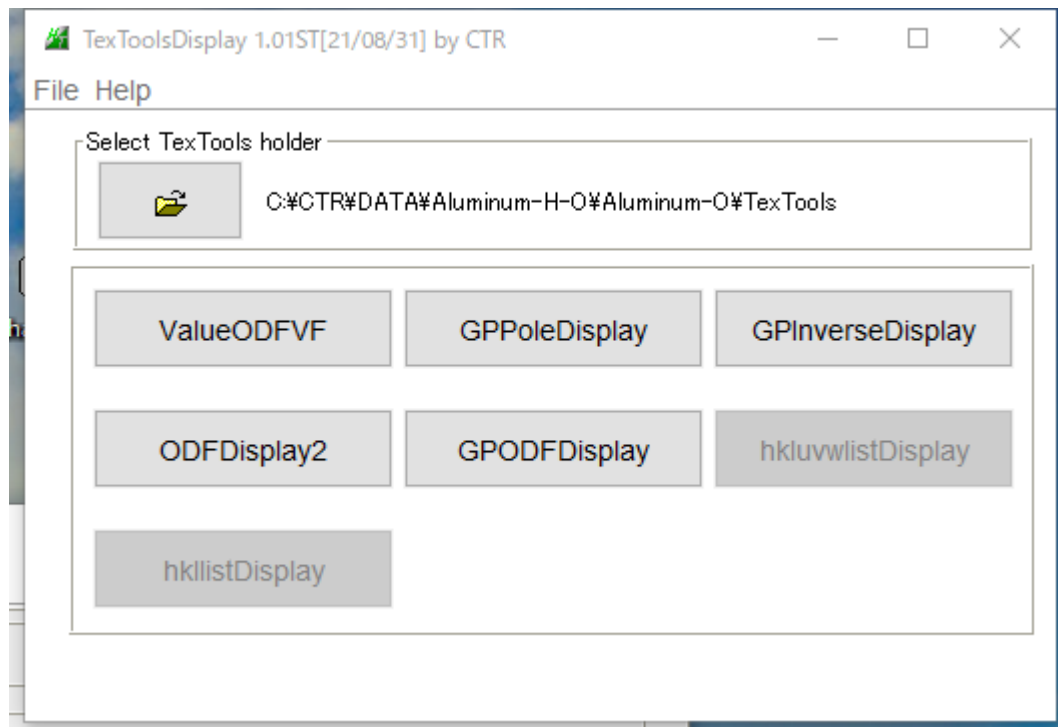 TexToolsDisplay 1.01ST[21/08/31] by CTR
File Help
Select TexTools holder
C:¥CTR¥DATA¥Aluminum-H-O¥Aluminum-O¥TexTools
ValueODFVF GPPoleDisplay GPInverseDisplay
ODFDisplay2 GPODFDisplay hkluvwlistDisplay
hkllistDisplay